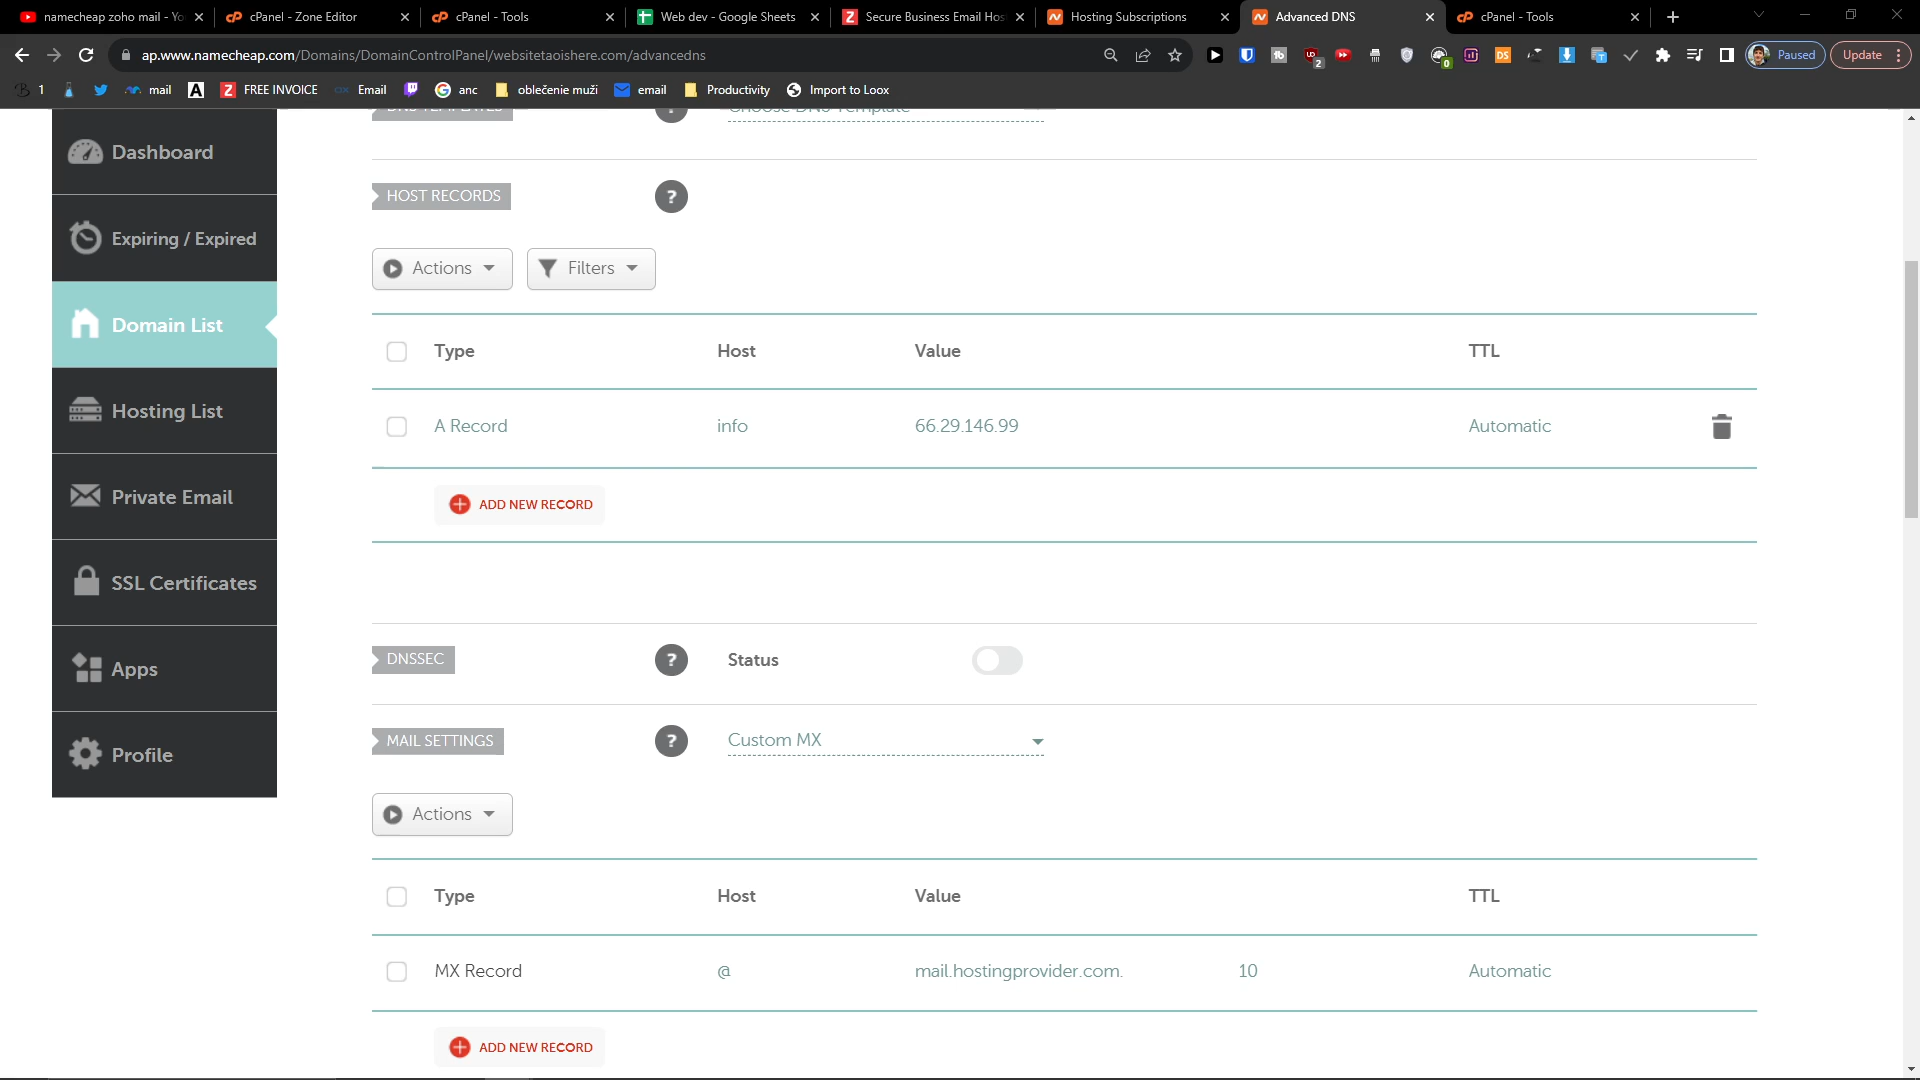 namecheap zoho mail - Yo
cPanel - Zone Editor
cPanel - Tools
Web dev - Google Sheets
Secure Business Email Hos
Hosting Subscriptions
Advanced DNS
cPanel - Tools
ap.www.namecheap.com/Domains/DomainControlPanel/websitetaoishere.com/advancedns
Paused
Update
1
mail
FREE INVOICE
Email
anc
oblečenie muži
email
Productivity
Import to Loox
Choose DNS Template
Dashboard
Expiring / Expired
Domain List
Hosting List
Private Email
SSL Certificates
Apps
Profile
HOST RECORDS
?
Actions
Filters
Type Host Value TTL
A Record info 66.29.146.99 Automatic
ADD NEW RECORD
DNSSEC
?
Status
MAIL SETTINGS
?
Custom MX
Actions
Type Host Value TTL
MX Record @ mail.hostingprovider.com. 10 Automatic
ADD NEW RECORD